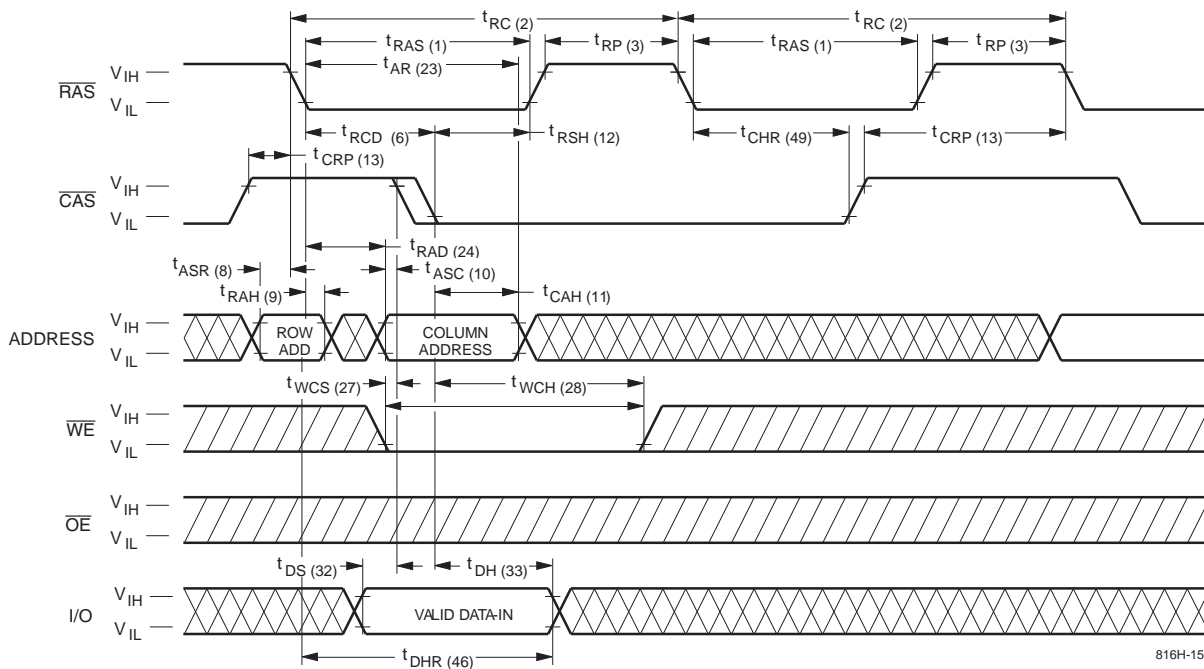 tRC (2) tRC (2)
tRAS (1) tRP (3) tRAS (1) tRP (3)
tAR (23)
RAS VIH
VIL
tRCD (6) tRSH (12) tCHR (49) tCRP (13)
tCRP (13)
CAS VIH
VIL
tRAD (24)
tASR (8) tASC (10)
tRAH (9) tCAH (11)
ADDRESS VIH ROW COLUMN
VIL ADD ADDRESS
tWCS (27) tWCH (28)
WE VIH
VIL
OE VIH
VIL
tDS (32) tDH (33)
I/O VIH
VALID DATA-IN
VIL
tDHR (46)
816H-15